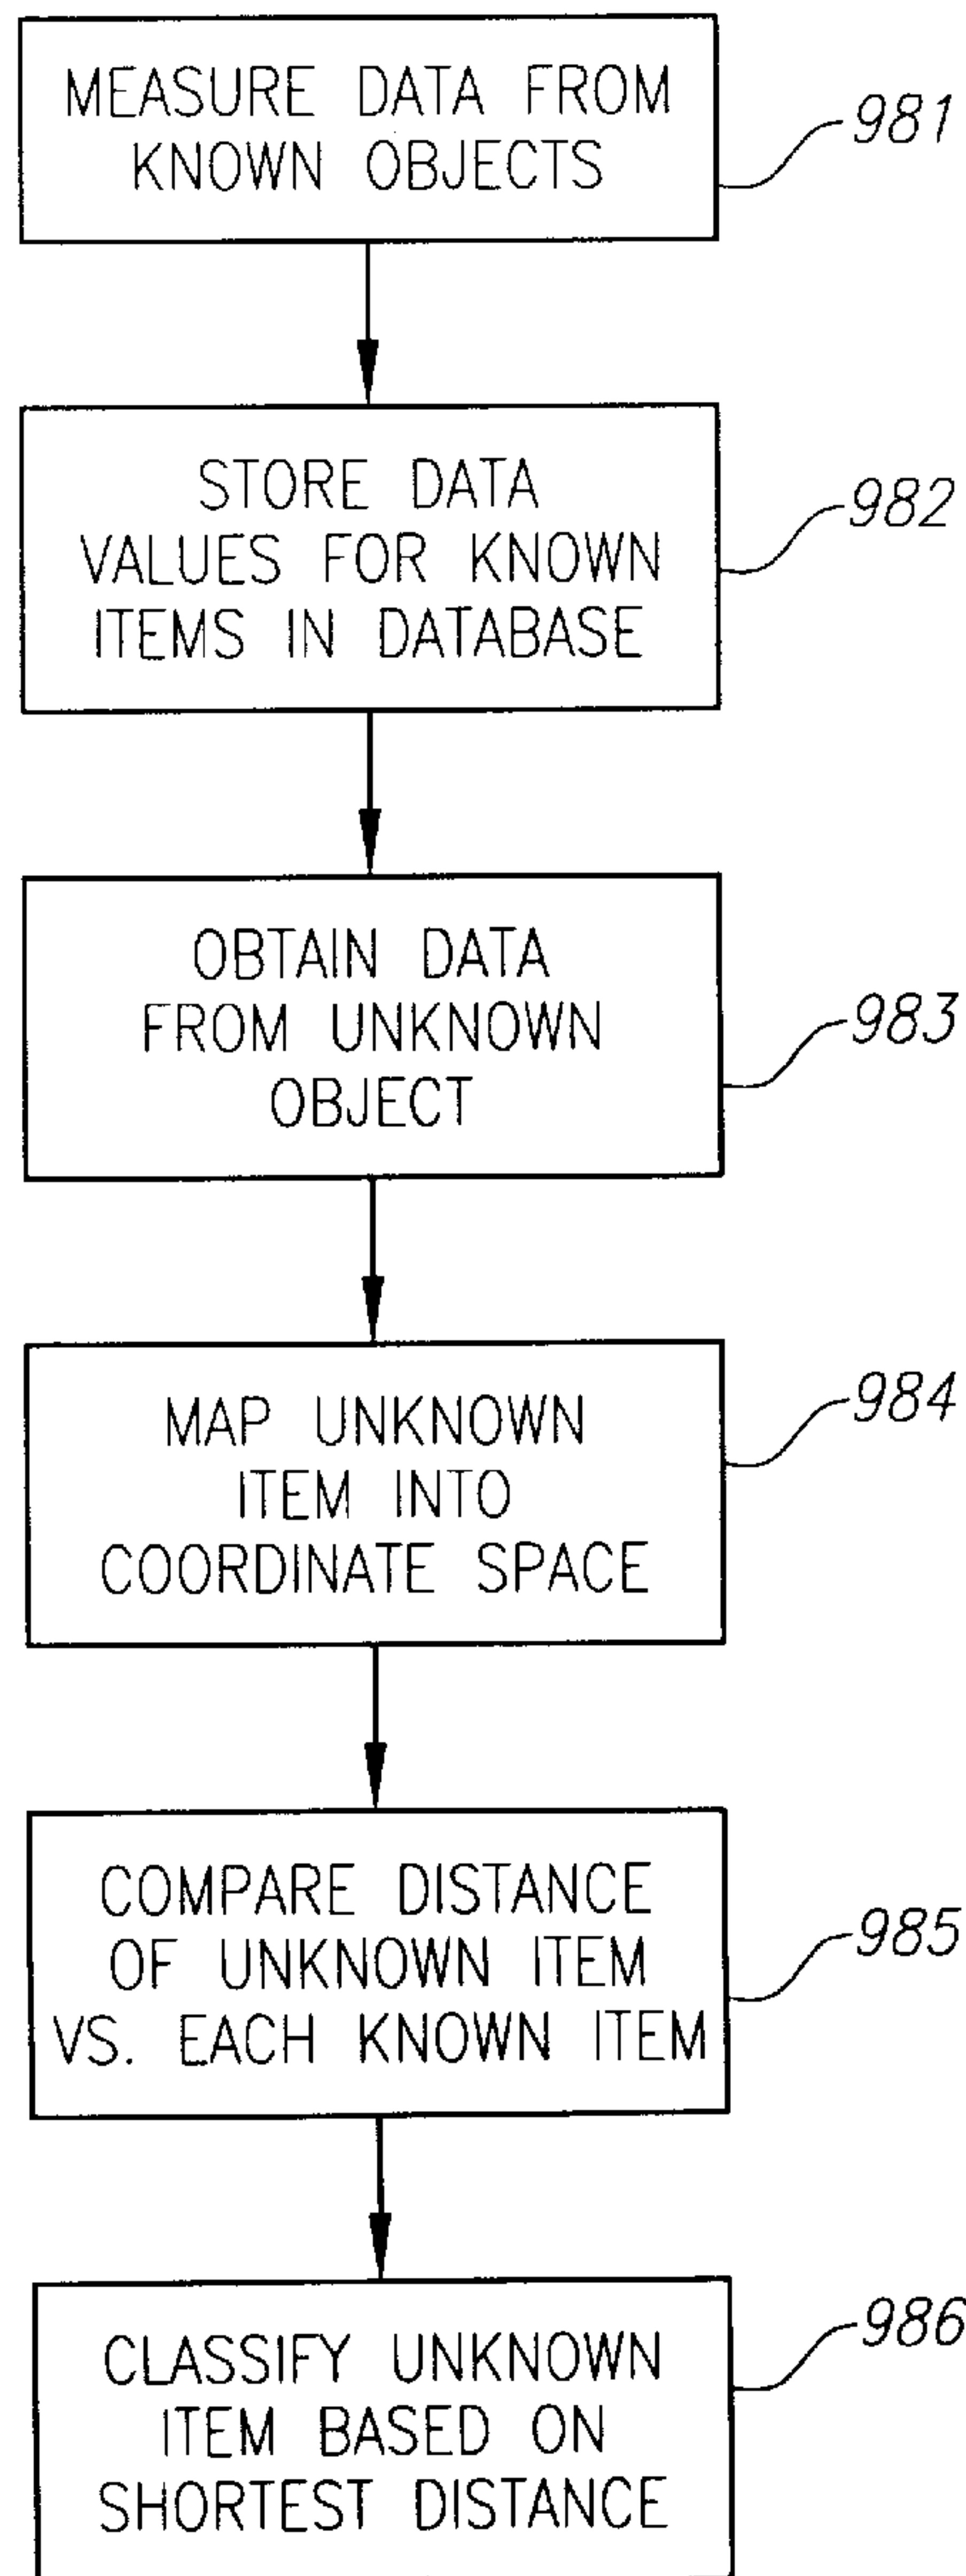 MEASURE DATA FROM
KNOWN OBJECTS
981
STORE DATA
VALUES FOR KNOWN
ITEMS IN DATABASE
982
OBTAIN DATA
FROM UNKNOWN
OBJECT
983
MAP UNKNOWN
ITEM INTO
COORDINATE SPACE
984
COMPARE DISTANCE
OF UNKNOWN ITEM
VS. EACH KNOWN ITEM
985
CLASSIFY UNKNOWN
ITEM BASED ON
SHORTEST DISTANCE
986